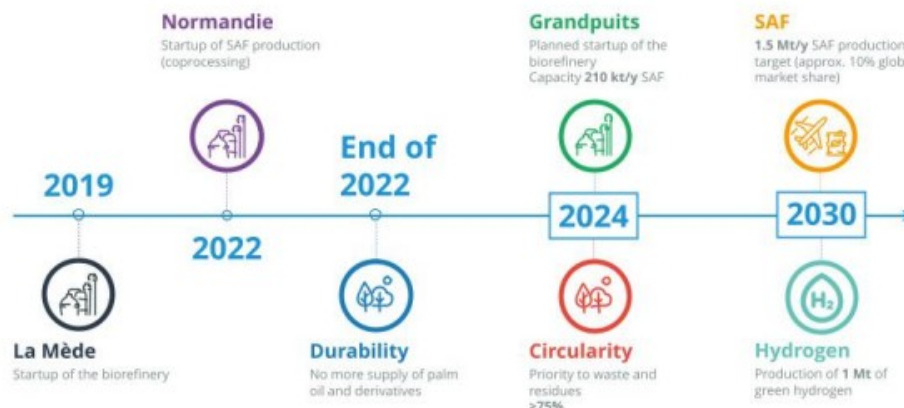 Normandie
Startup of SAF production
(coprocessing)
Grandpuits
Planned startup of the
biorefinery
Capacity 210 kt/y SAF
SAF
1.5 Mt/y SAF production
target (approx. 10% glob
market share)
2019
2022
End of
2022
2024
2030
La Mède
Startup of the biorefinery
Durability
No more supply of palm
oil and derivatives
Circularity
Priority to waste and
residues
>75%
H₂
Hydrogen
Production of 1 Mt of
green hydrogen